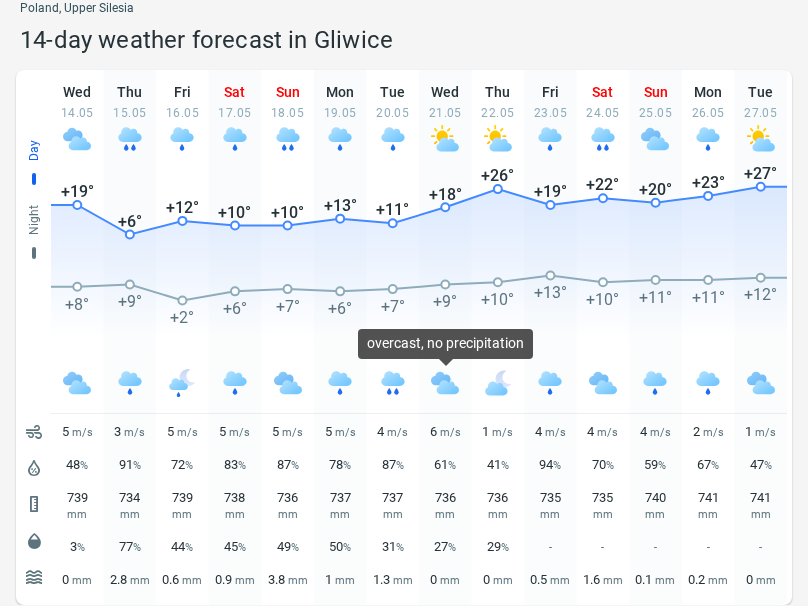 Poland, Upper Silesia
14-day weather forecast in Gliwice
Wed Thu Fri Sat Sun Mon Tue Wed Thu Fri Sat Sun Mon Tue
14.05 15.05 16.05 17.05 18.05 19.05 20.05 21.05 22.05 23.05 24.05 25.05 26.05 27.05
Day
+19° +6° +12° +10° +10° +13° +11° +18° +26° +19° +22° +20° +23° +27°
Night
+8° +9° +2° +6° +7° +6° +7° +9° +10° +13° +10° +11° +11° +12°
overcast, no precipitation
5 m/s 3 m/s 5 m/s 5 m/s 5 m/s 5 m/s 4 m/s 6 m/s 1 m/s 4 m/s 4 m/s 4 m/s 2 m/s 1 m/s
48% 91% 72% 83% 87% 78% 87% 61% 41% 94% 70% 59% 67% 47%
739 734 739 738 736 737 737 736 736 735 735 740 741 741
mm mm mm mm mm mm mm mm mm mm mm mm mm mm
3% 77% 44% 45% 49% 50% 31% 27% 29% - - - - -
0 mm 2.8 mm 0.6 mm 0.9 mm 3.8 mm 1 mm 1.3 mm 0 mm 0 mm 0.5 mm 1.6 mm 0.1 mm 0.2 mm 0 mm